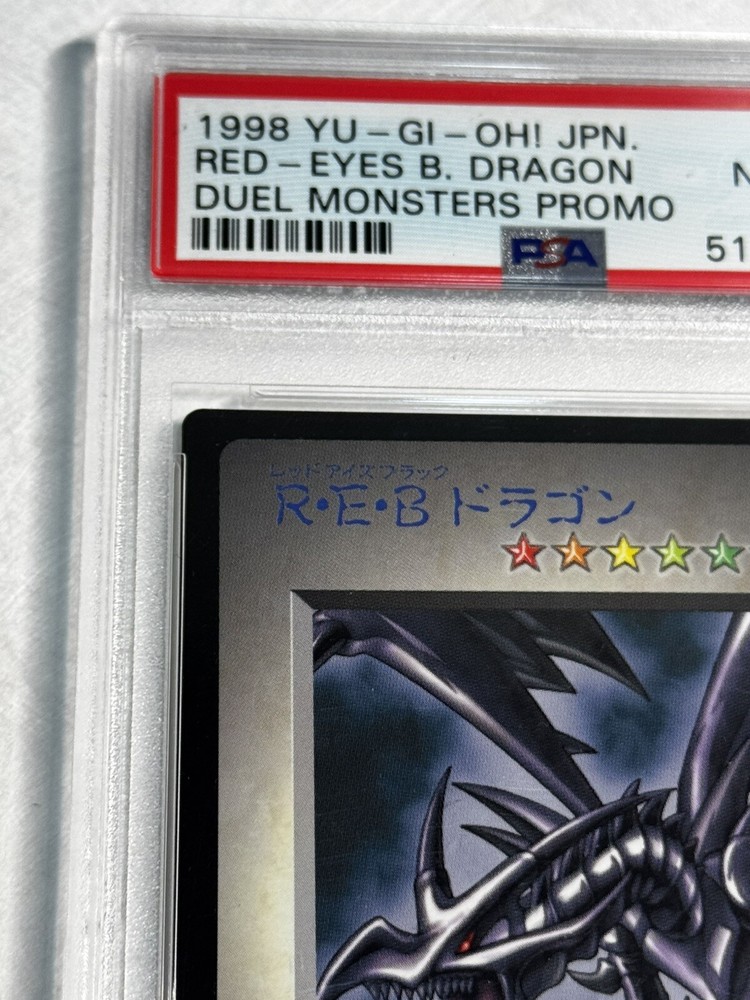 1998 YU-GI-OH! JPN.
RED-EYES B. DRAGON N
DUEL MONSTERS PROMO
PSA 51
レッドアイズブラック
R・E・B ドラゴン